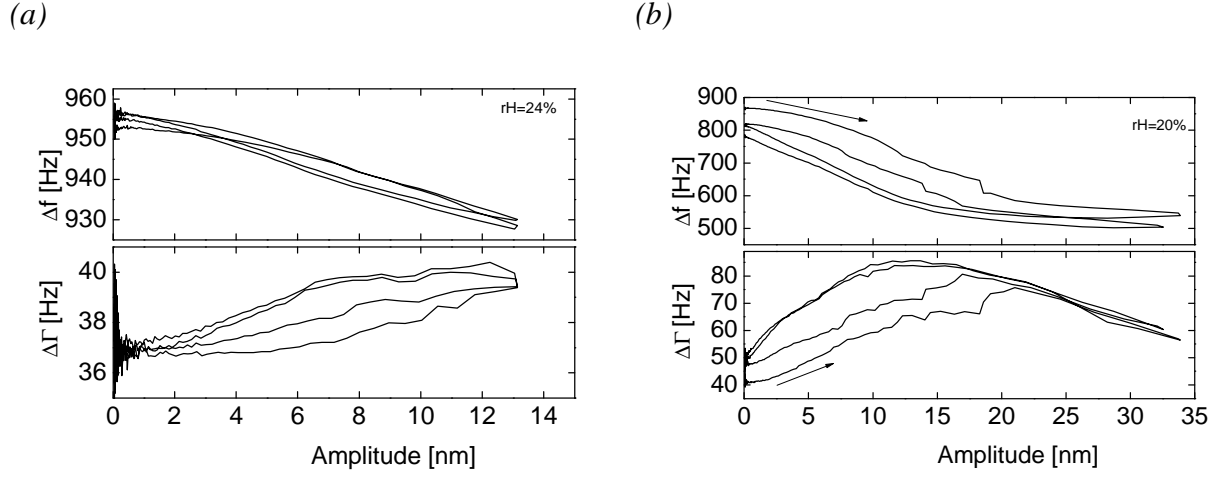 (a)
960
950
940
930
Δf [Hz]
rH=24%
40
38
36
ΔΓ [Hz]
0 2 4 6 8 10 12 14
Amplitude [nm]
(b)
900
800
700
600
500
Δf [Hz]
rH=20%
80
70
60
50
40
ΔΓ [Hz]
0 5 10 15 20 25 30 35
Amplitude [nm]